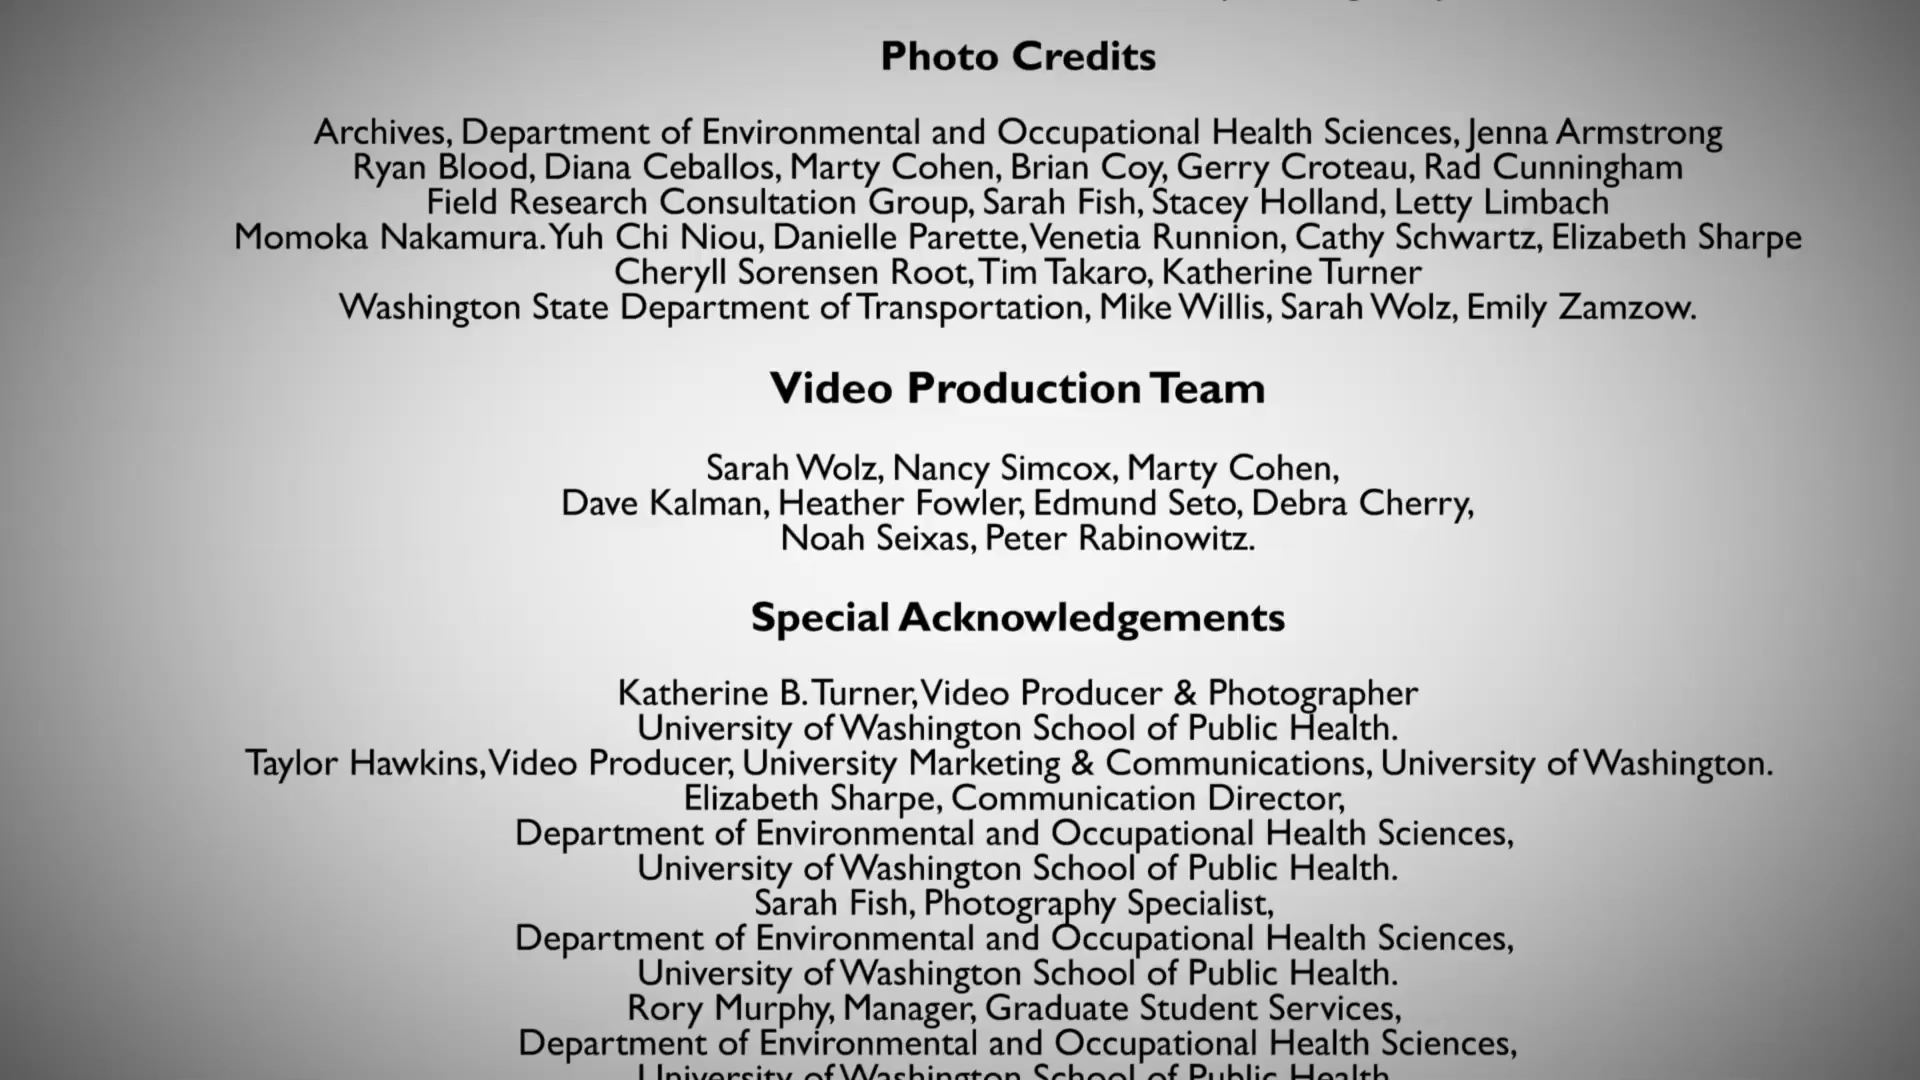 Photo Credits
Archives, Department of Environmental and Occupational Health Sciences, Jenna Armstrong
Ryan Blood, Diana Ceballos, Marty Cohen, Brian Coy, Gerry Croteau, Rad Cunningham
Field Research Consultation Group, Sarah Fish, Stacey Holland, Letty Limbach
Momoka Nakamura. Yuh Chi Niou, Danielle Parette, Venetia Runnion, Cathy Schwartz, Elizabeth Sharpe
Cheryll Sorensen Root, Tim Takaro, Katherine Turner
Washington State Department of Transportation, Mike Willis, Sarah Wolz, Emily Zamzow.
Video Production Team
Sarah Wolz, Nancy Simcox, Marty Cohen,
Dave Kalman, Heather Fowler, Edmund Seto, Debra Cherry,
Noah Seixas, Peter Rabinowitz.
Special Acknowledgements
Katherine B. Turner, Video Producer & Photographer
University of Washington School of Public Health.
Taylor Hawkins, Video Producer, University Marketing & Communications, University of Washington.
Elizabeth Sharpe, Communication Director,
Department of Environmental and Occupational Health Sciences,
University of Washington School of Public Health.
Sarah Fish, Photography Specialist,
Department of Environmental and Occupational Health Sciences,
University of Washington School of Public Health.
Rory Murphy, Manager, Graduate Student Services,
Department of Environmental and Occupational Health Sciences,
University of Washington School of Public Health